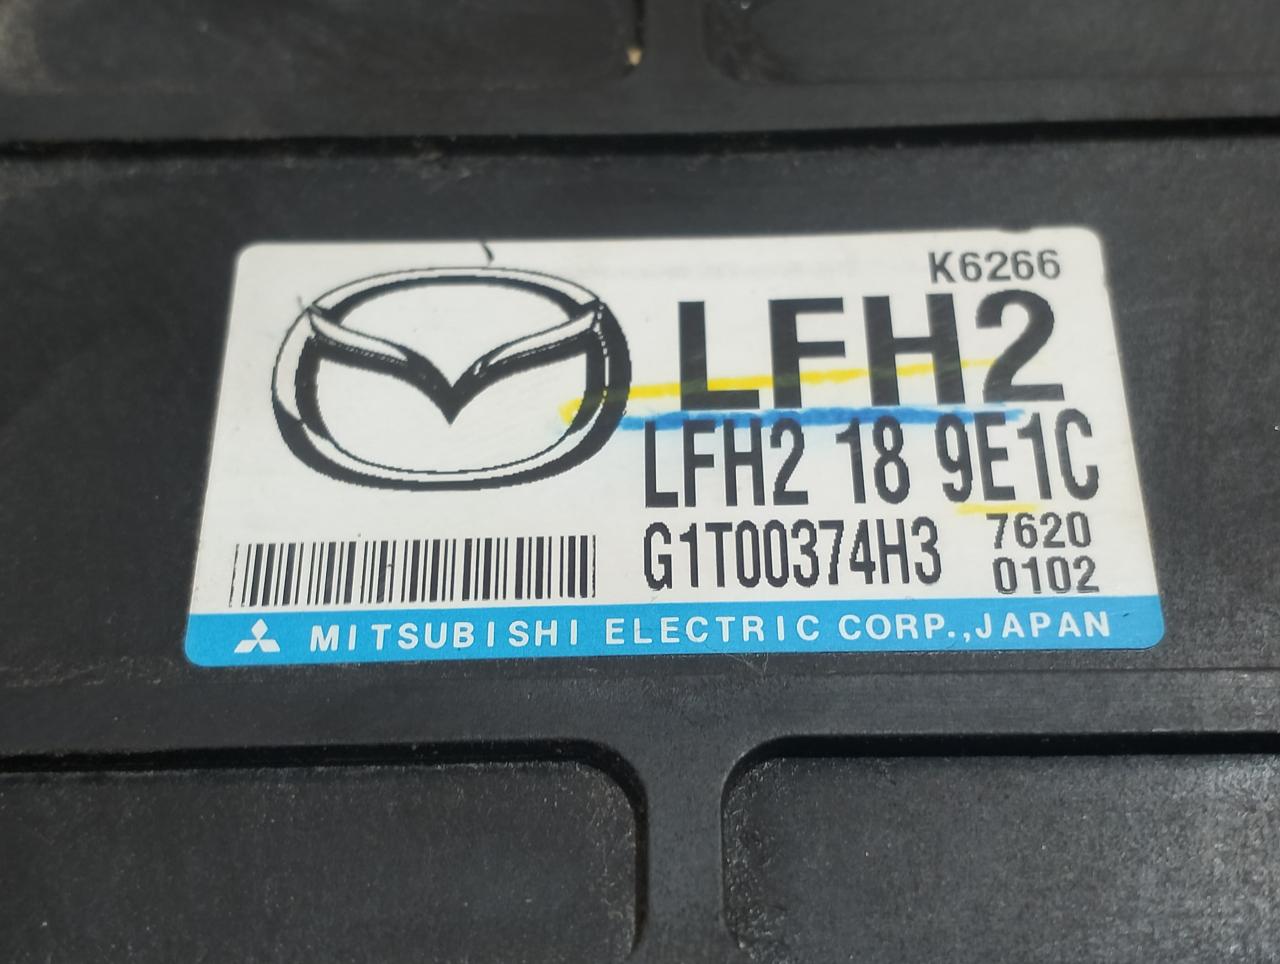 K6266
LFH2
LFH2 18 9E1C
G1T00374H3 7620
0102
MITSUBISHI ELECTRIC CORP.,JAPAN